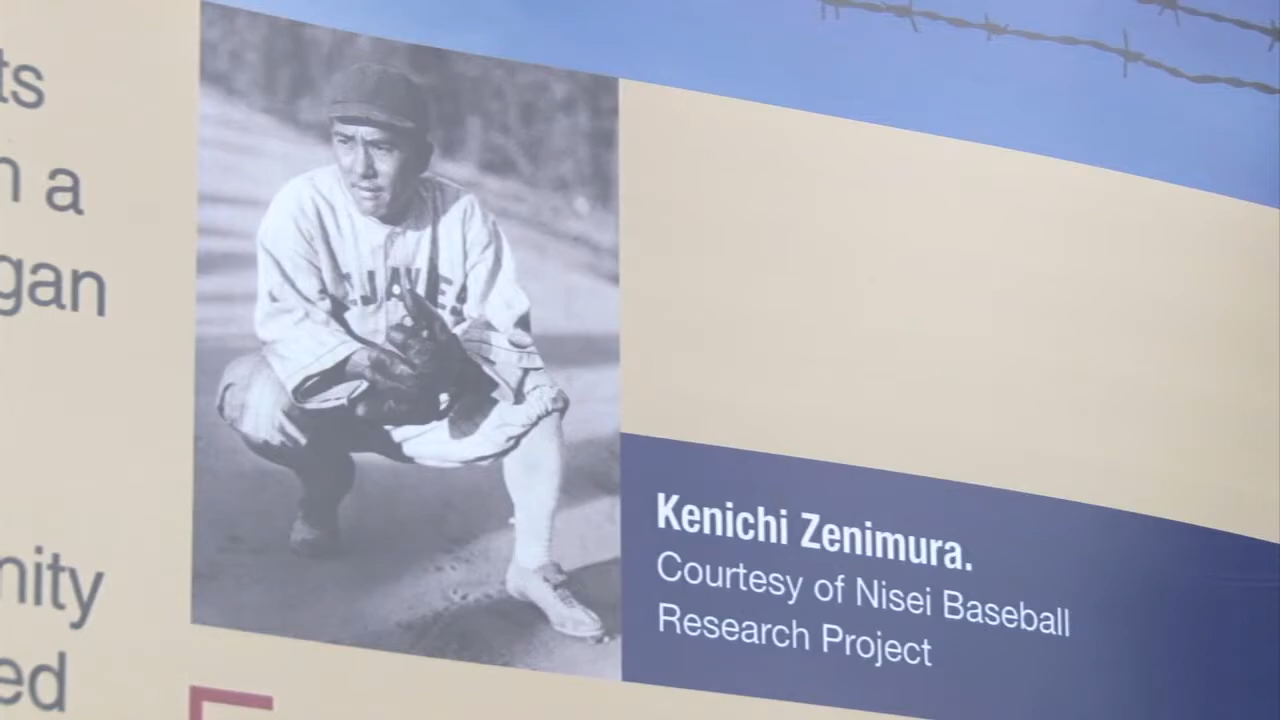 ts
n a
gan
nity
ed
Kenichi Zenimura.
Courtesy of Nisei Baseball
Research Project